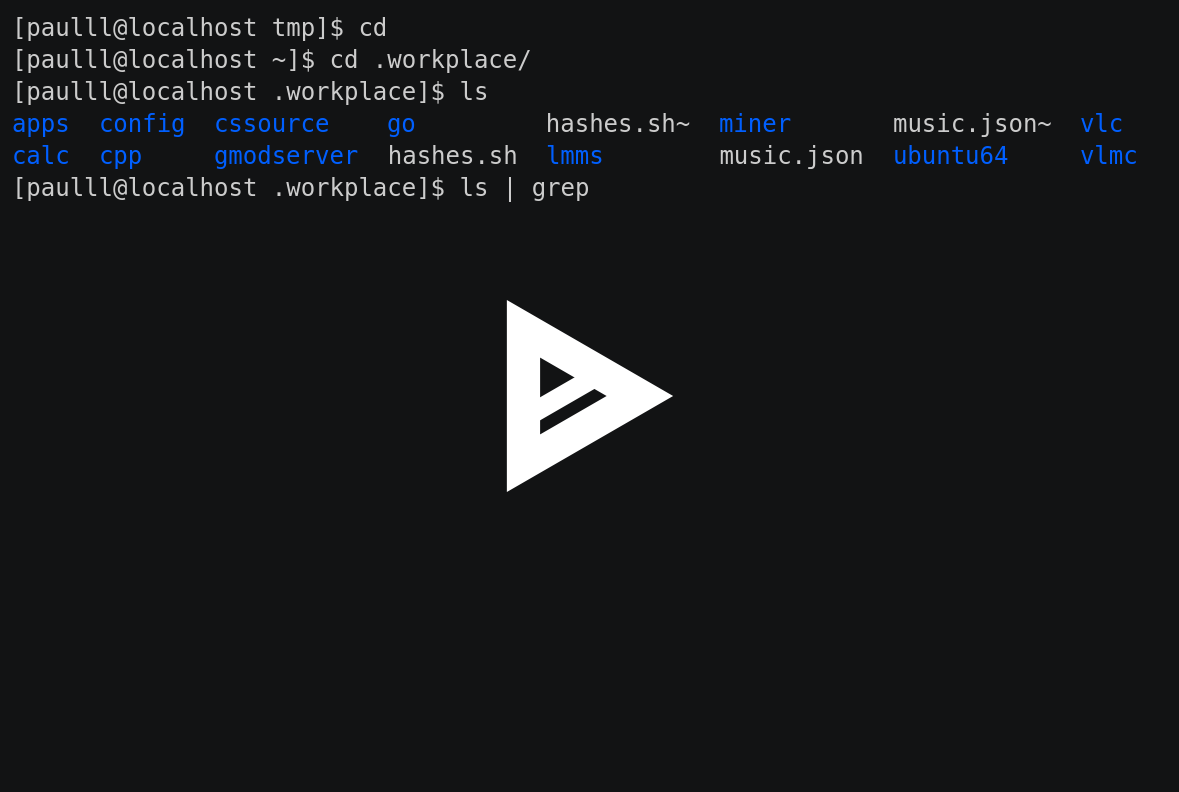 [paulll@localhost tmp]$ cd
[paulll@localhost ~]$ cd .workplace/
[paulll@localhost .workplace]$ ls
apps  config  cssource    go         hashes.sh~  miner       music.json~  vlc
calc  cpp     gmodserver  hashes.sh  lmms        music.json  ubuntu64     vlmc
[paulll@localhost .workplace]$ ls | grep